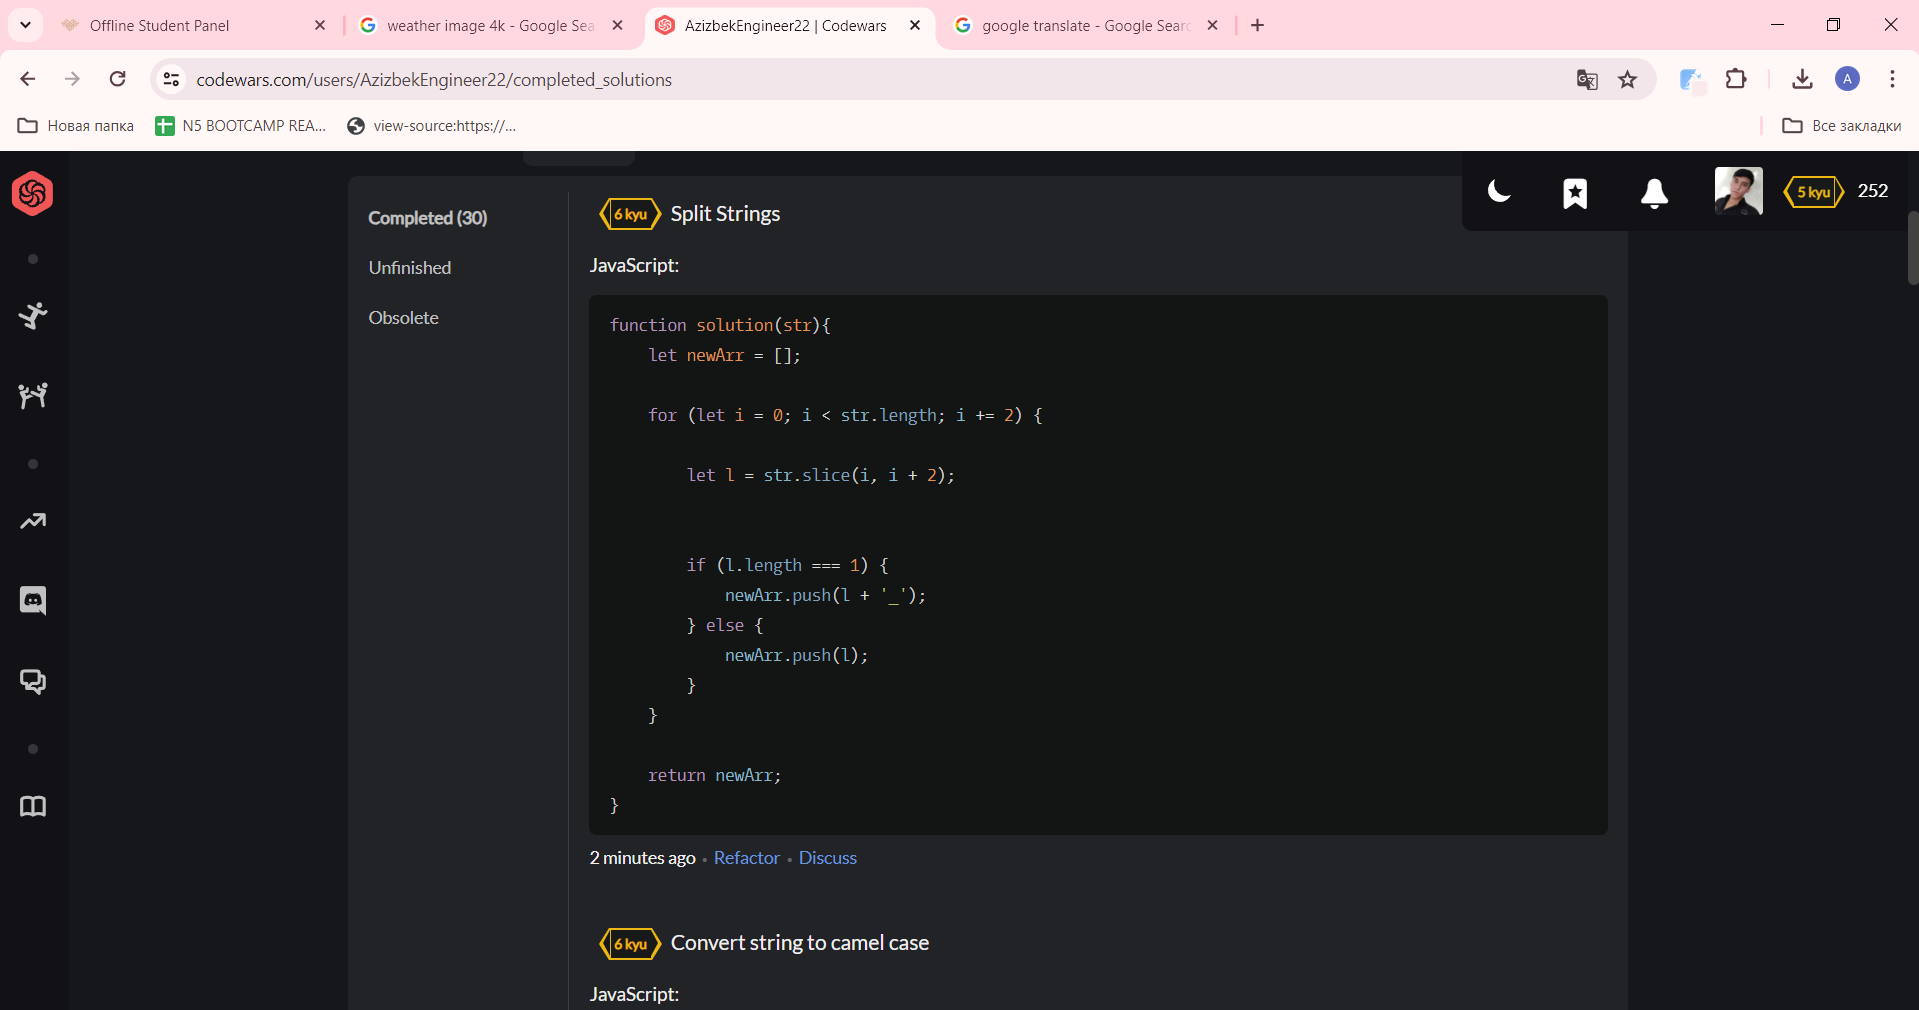 Offline Student Panel
weather image 4k - Google Sea
AzizbekEngineer22 | Codewars
google translate - Google Searc
codewars.com/users/AzizbekEngineer22/completed_solutions
A
Новая папка
N5 BOOTCAMP REA...
view-source:https://...
Все закладки
5 kyu
252
Completed (30)
Unfinished
Obsolete
6 kyu
Split Strings
JavaScript:
function solution(str){
    let newArr = [];
    for (let i = 0; i < str.length; i += 2) {
        let l = str.slice(i, i + 2);
        if (l.length === 1) {
            newArr.push(l + '_');
        } else {
            newArr.push(l);
        }
    }
    return newArr;
}
2 minutes ago • Refactor • Discuss
6 kyu
Convert string to camel case
JavaScript: